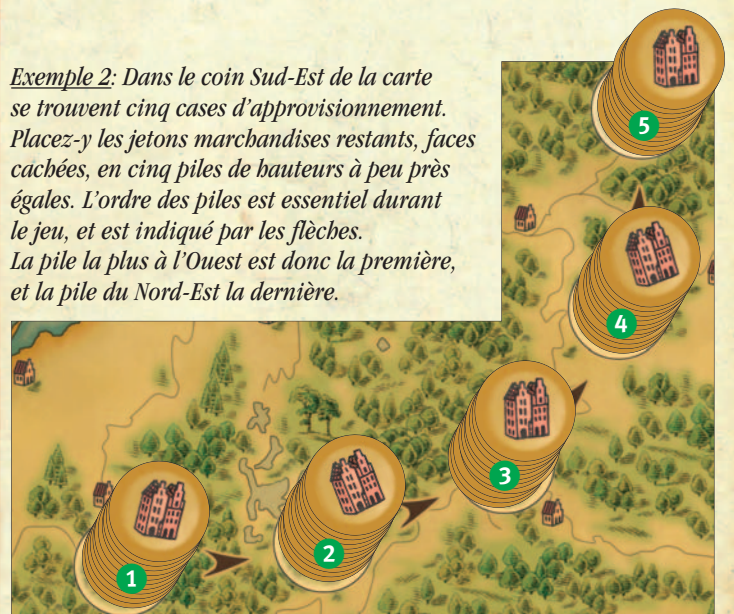 Exemple 2: Dans le coin Sud-Est de la carte
se trouvent cinq cases d'approvisionnement.
Placez-y les jetons marchandises restants, faces
cachées, en cinq piles de hauteurs à peu près
égales. L'ordre des piles est essentiel durant
le jeu, et est indiqué par les flèches.
La pile la plus à l'Ouest est donc la première,
et la pile du Nord-Est la dernière.
5
4
3
2
1